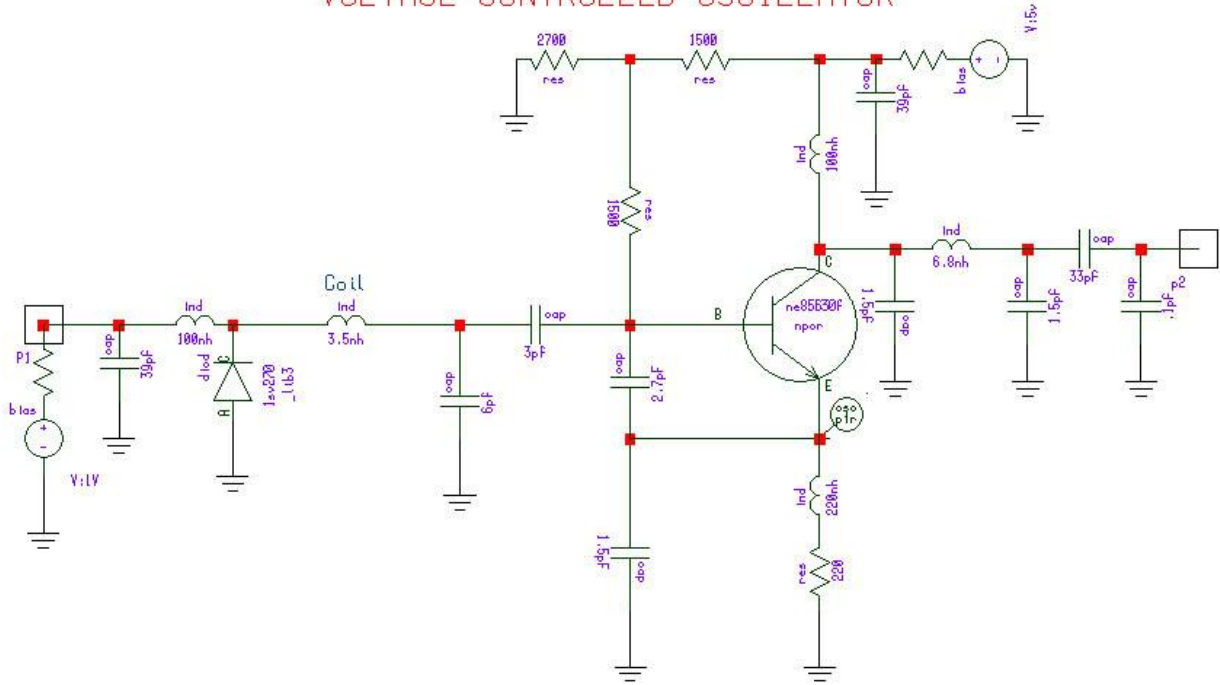 VOLTAGE CONTROLLED OSCILLATOR
2700
res
1500
res
cap
39pF
bias
+ -
V:5v
ind
100nh
res
1500
C
ind
6.8nh
cap
33pF
p2
1.5pF
cap
cap
1.5pF
cap
.1pF
Coil
P1
cap
39pF
ind
100nh
ind
3.5nh
cap
3pF
B
ne85630f
npor
diod
C
A
1sv270
_lib3
cap
6pF
cap
2.7pF
E
osc
ptr
bias
+
-
V:1V
1.5pF
cap
ind
220nh
res
220